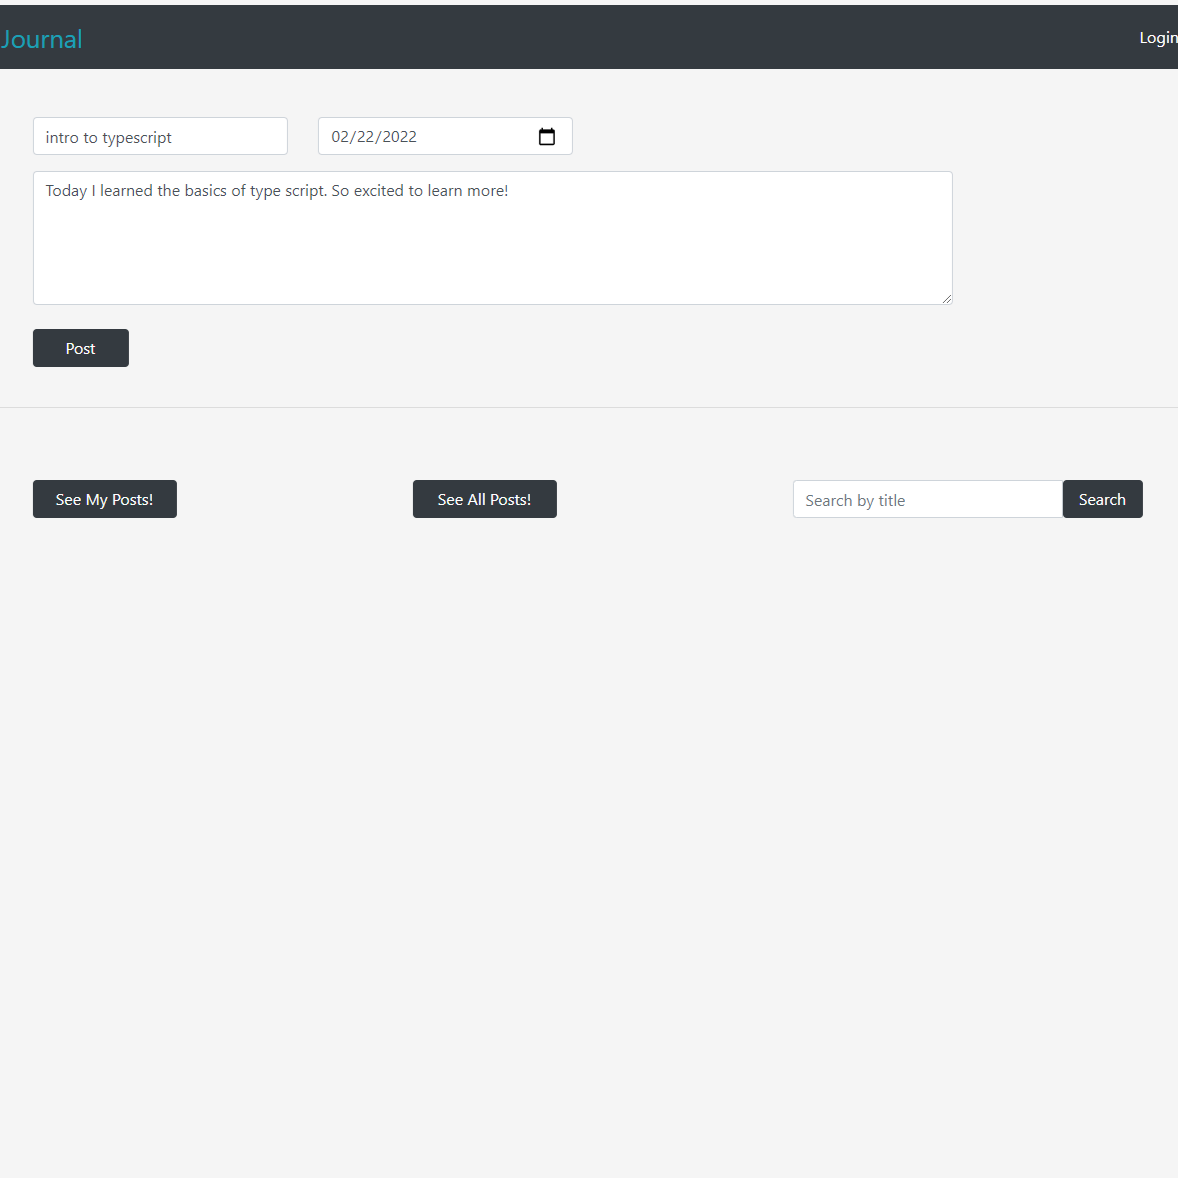 Journal
Login
intro to typescript
02/22/2022
Today I learned the basics of type script. So excited to learn more!
Post
See My Posts!
See All Posts!
Search by title
Search